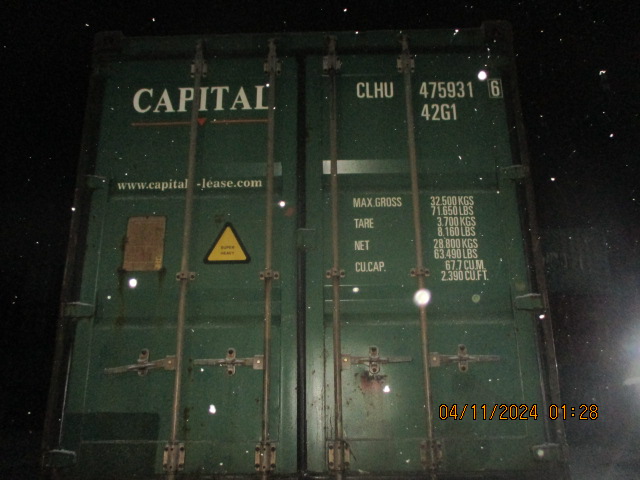 CAPITAL
CLHU 475931 6
42G1
www.capital-lease.com
SUPER
HEAVY
MAX.GROSS 32.500 KGS
71.650 LBS
TARE 3.700 KGS
8.160 LBS
NET 28.800 KGS
63.490 LBS
CU.CAP. 67.7 CU.M.
2.390 CU.FT.
04/11/2024 01:28